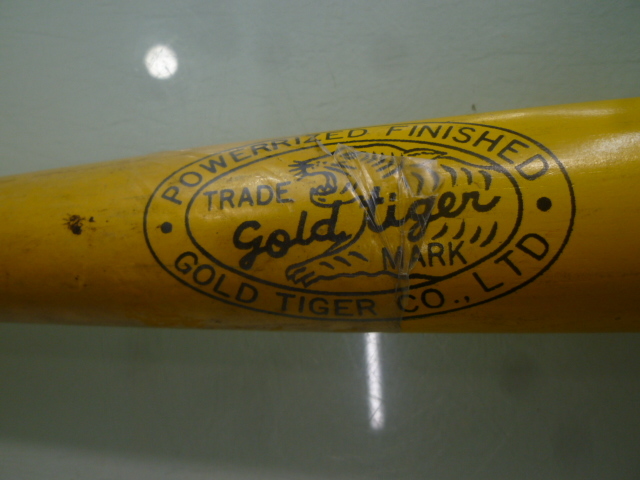 POWERRIZED FINISHED
TRADE
Gold Tiger
MARK
GOLD TIGER CO., LTD